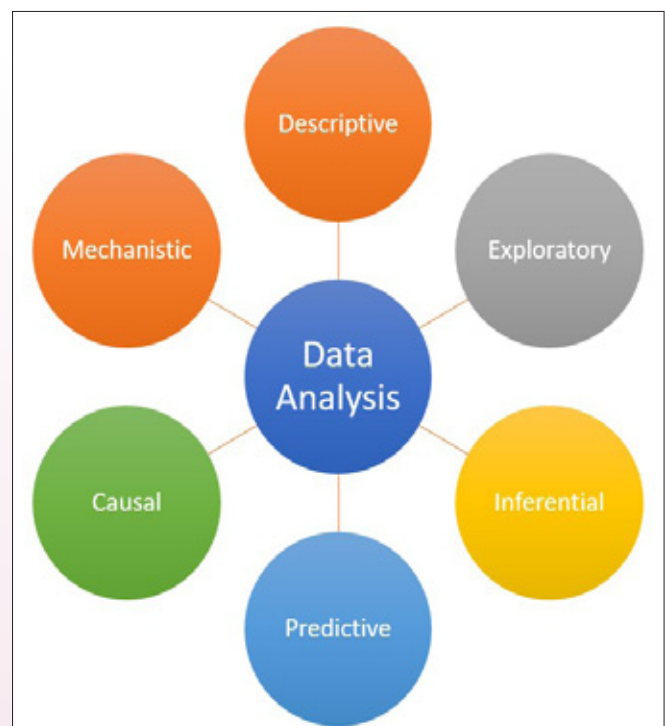 Descriptive
Mechanistic
Exploratory
Data
Analysis
Causal
Inferential
Predictive